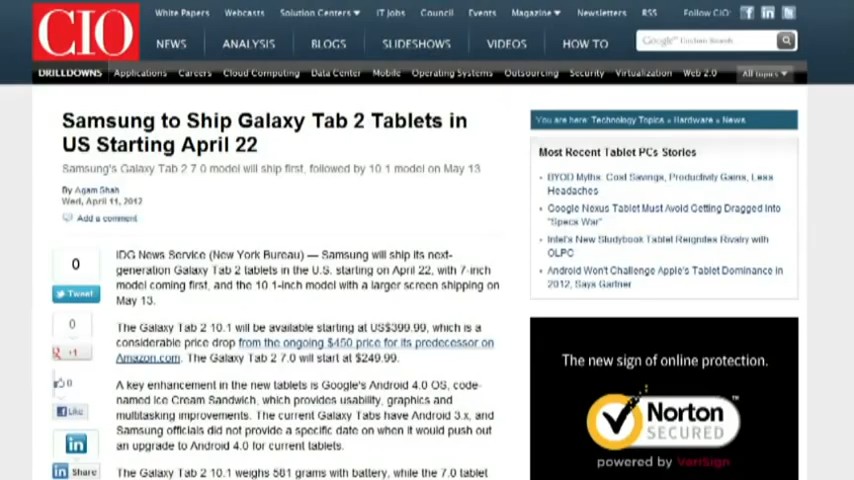 White Papers Webcasts Solution Centers IT Jobs Council Events Magazine Newsletters RSS Follow CIO:
CIO
NEWS ANALYSIS BLOGS SLIDESHOWS VIDEOS HOW TO
Google Custom Search
DRILLDOWNS Applications Careers Cloud Computing Data Center Mobile Operating Systems Outsourcing Security Virtualization Web 2.0 All topics
Samsung to Ship Galaxy Tab 2 Tablets in
US Starting April 22
Samsung's Galaxy Tab 2 7.0 model will ship first, followed by 10.1 model on May 13
By Agam Shah
Wed, April 11, 2012
Add a comment
0
Tweet
0
+1
0
Like
in
in Share
IDG News Service (New York Bureau) — Samsung will ship its next-
generation Galaxy Tab 2 tablets in the U.S. starting on April 22, with 7-inch
model coming first, and the 10.1-inch model with a larger screen shipping on
May 13.
The Galaxy Tab 2 10.1 will be available starting at US$399.99, which is a
considerable price drop from the ongoing $450 price for its predecessor on
Amazon.com. The Galaxy Tab 2 7.0 will start at $249.99.
A key enhancement in the new tablets is Google's Android 4.0 OS, code-
named Ice Cream Sandwich, which provides usability, graphics and
multitasking improvements. The current Galaxy Tabs have Android 3.x, and
Samsung officials did not provide a specific date on when it would push out
an upgrade to Android 4.0 for current tablets.
The Galaxy Tab 2 10.1 weighs 581 grams with battery, while the 7.0 tablet
You are here: Technology Topics » Hardware » News
Most Recent Tablet PCs Stories
BYOD Myths: Cost Savings, Productivity Gains, Less
Headaches
Google Nexus Tablet Must Avoid Getting Dragged Into
"Specs War"
Intel's New Studybook Tablet Reignites Rivalry with
OLPC
Android Won't Challenge Apple's Tablet Dominance in
2012, Says Gartner
The new sign of online protection.
Norton
SECURED
powered by VeriSign